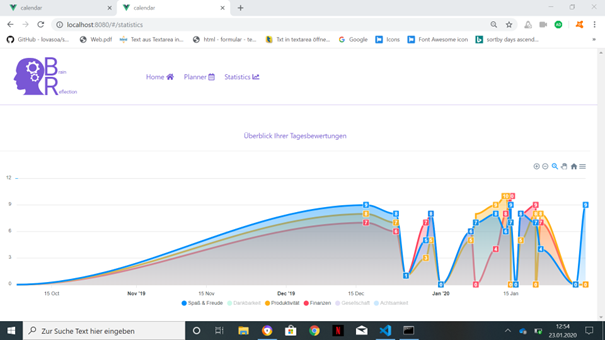 calendar
calendar
localhost:8080/#/statistics
GitHub - lovasoa/s...
Web.pdf
Text aus Textarea in...
html - formular - te...
Txt in textarea öffne...
Google
Icons
Font Awesome icon
sortby days ascend...
Brain
Reflection
Home
Planner
Statistics
Überblick Ihrer Tagesbewertungen
12
9
6
3
0
15 Oct
Nov '19
15 Nov
Dec '19
15 Dec
Jan '20
15 Jan
Spaß & Freude
Dankbarkeit
Produktivität
Finanzen
Gesellschaft
Achtsamkeit
Zur Suche Text hier eingeben
12:54
23.01.2020